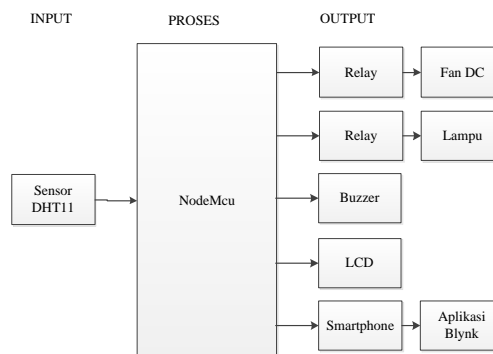 INPUT
PROSES
OUTPUT
Sensor
DHT11
NodeMcu
Relay
Fan DC
Relay
Lampu
Buzzer
LCD
Smartphone
Aplikasi
Blynk